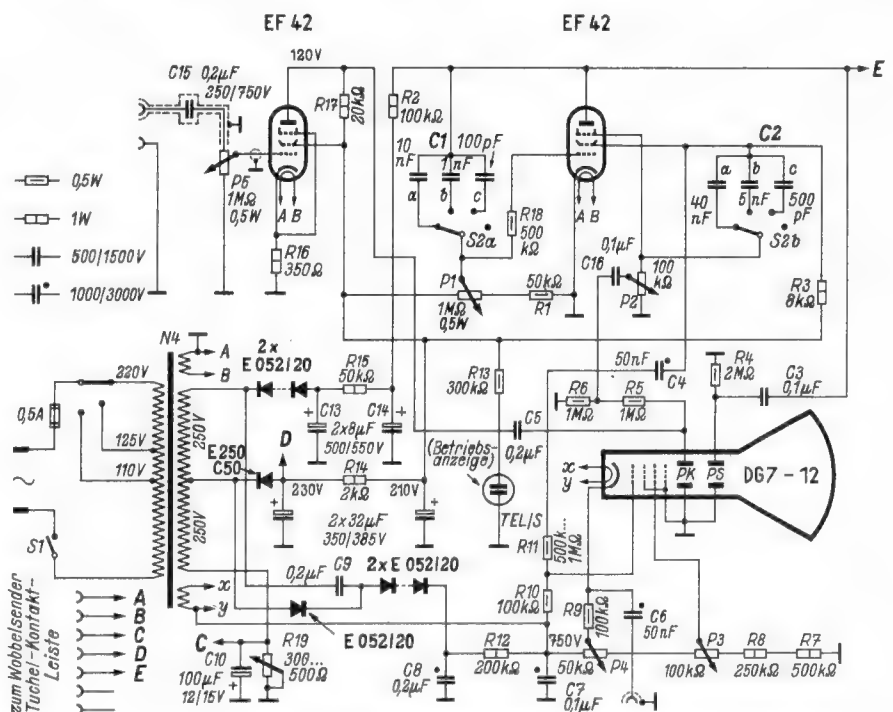 EF 42
EF 42
120V
E
C15 0,2µF
250/750V
R17
20kΩ
R2
100kΩ
P5
1MΩ
0,5W
A B
R16
350Ω
C1
10
nF
1 nF
100pF
a
b
c
S2a
R18
500
kΩ
A B
C2
a
b
c
40
nF
5
nF
500
pF
S2b
0,1µF
C16
100
kΩ
P2
R3
8kΩ
P1
1MΩ
0,5W
50kΩ
R1
0,5W
1W
500/1500V
1000/3000V
N4
A
B
2x
E 052/20
R15
50kΩ
220V
0,5A
125V
110V
250V
250V
C13
C14
2x8µF
500/550V
E250
C50
D
R14
2kΩ
230V
210V
2x32µF
350/385V
S1
R13
300kΩ
(Betriebs-
anzeige)
TEL/S
C5
0,2µF
50nF
C4
R6
1MΩ
R5
1MΩ
R4
2MΩ
C3
0,1µF
x
y
PK
PS
DG7-12
R11
500k...
1MΩ
R10
100kΩ
R9
100kΩ
C6
50nF
x
y
0,2µF
C9
2x E 052/20
E 052/20
C
C10
100µF
12/15V
R19
300...
500Ω
C8
0,2µF
R12
200kΩ
750V
50kΩ
P4
C7
0,1µF
P3
100kΩ
R8
250kΩ
R7
500kΩ
zum Wobbelsender
Tuchel-Kontakt-
Leiste
A
B
C
D
E